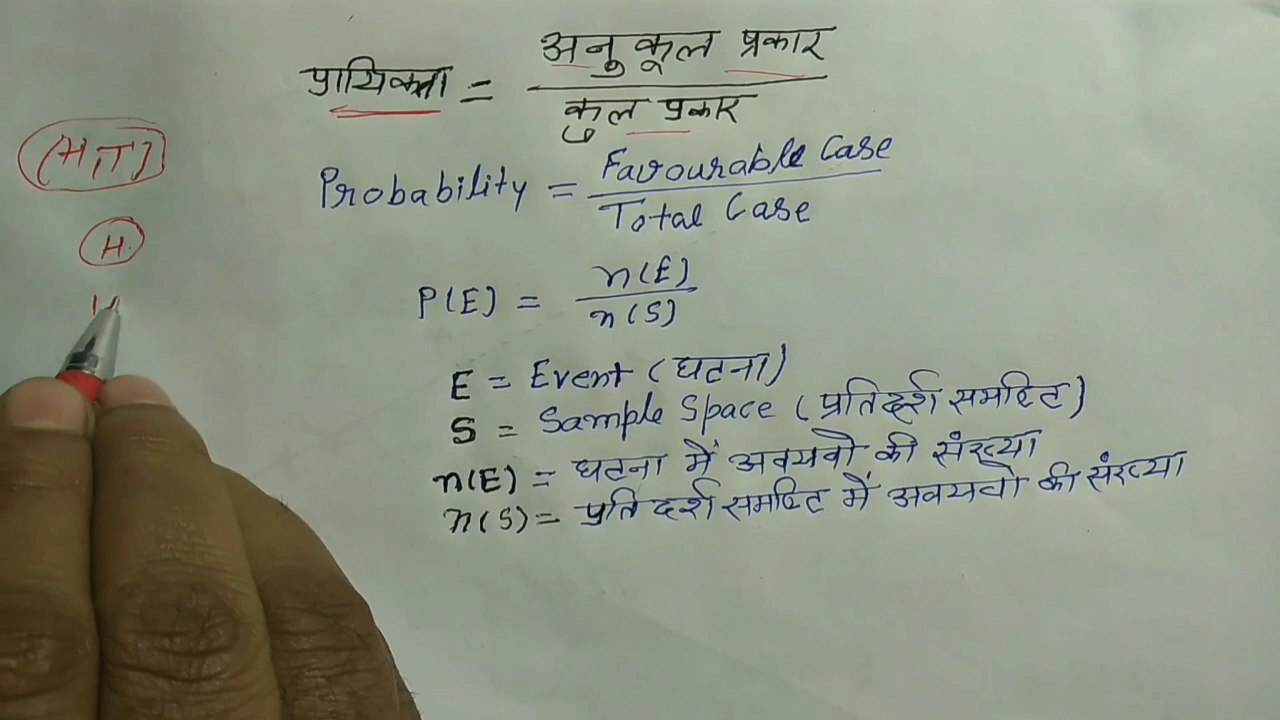 प्रायिकता = अनुकूल प्रकार
कुल प्रकार
(H,T)
Probability = Favourable Case
Total Case
H
P(E) = n(E)
n(S)
1
E = Event (घटना)
S = Sample Space (प्रतिदर्श समष्टि)
n(E) = घटना में अवयवो की संख्या
n(S) = प्रतिदर्श समष्टि में अवयवो की संख्या